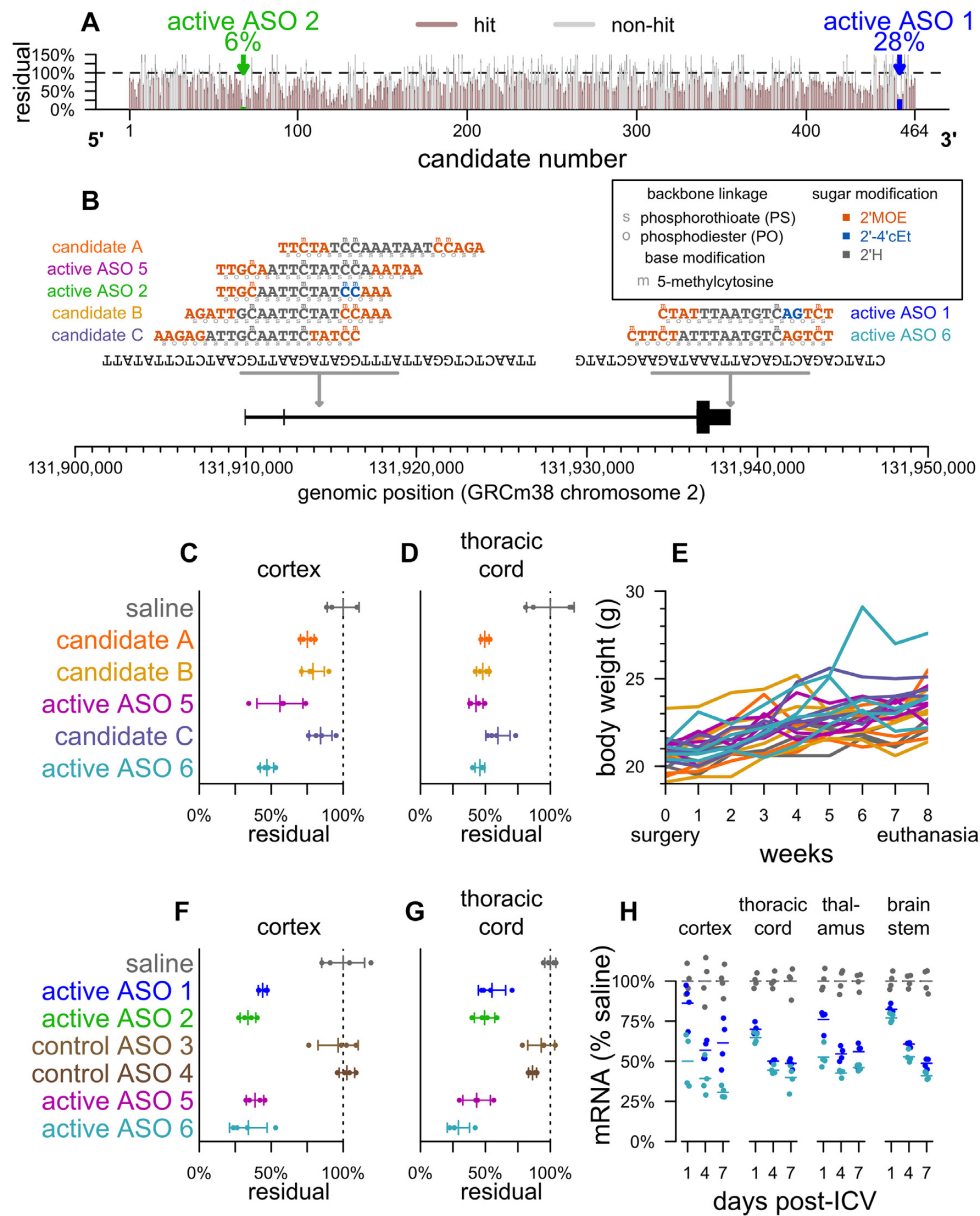 A
active ASO 2
6%
hit
non-hit
active ASO 1
28%
residual
150%
100%
50%
0%
1
100
200
300
400
464
5'
3'
candidate number
B
backbone linkage
s phosphorothioate (PS)
o phosphodiester (PO)
base modification
m 5-methylcytosine
sugar modification
2'MOE
2'-4'cEt
2'H
candidate A TTCTATCCAAATAATCCAGA
active ASO 5 TTGCAATTCTATCCAAATAA
active ASO 2 TTGCAATTCTATCCAAA
candidate B AGATTGCAATTCTATCCAAA
candidate C AAGAGATTGCAATTCTATCC
CTATTTAATGTCAGTCT active ASO 1
CTTCTATTTAATGTCAGTCT active ASO 6
131,900,000
131,910,000
131,920,000
131,930,000
131,940,000
131,950,000
genomic position (GRCm38 chromosome 2)
C
cortex
D
thoracic
cord
saline
candidate A
candidate B
active ASO 5
candidate C
active ASO 6
0%
50%
100%
residual
0%
50%
100%
residual
E
body weight (g)
30
25
20
0 1 2 3 4 5 6 7 8
surgery
euthanasia
weeks
F
cortex
G
thoracic
cord
saline
active ASO 1
active ASO 2
control ASO 3
control ASO 4
active ASO 5
active ASO 6
0%
50%
100%
residual
0%
50%
100%
residual
H
cortex
thoracic
cord
thal-
amus
brain
stem
mRNA (% saline)
100%
75%
50%
25%
0%
1 4 7 1 4 7 1 4 7 1 4 7
days post-ICV